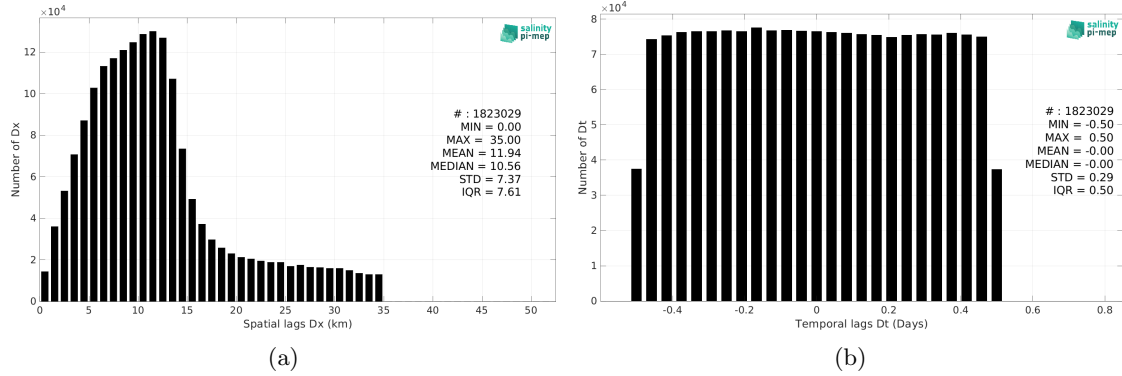 ×10⁴
12
10
8
6
4
2
0
0 5 10 15 20 25 30 35 40 45 50
Number of Dx
Spatial lags Dx (km)
salinity
pi-mep
# : 1823029
MIN = 0.00
MAX = 35.00
MEAN = 11.94
MEDIAN = 10.56
STD = 7.37
IQR = 7.61
(a)
×10⁴
8
7
6
5
4
3
2
1
0
-0.4 -0.2 0 0.2 0.4 0.6 0.8
Number of Dt
Temporal lags Dt (Days)
salinity
pi-mep
# : 1823029
MIN = -0.50
MAX = 0.50
MEAN = -0.00
MEDIAN = -0.00
STD = 0.29
IQR = 0.50
(b)